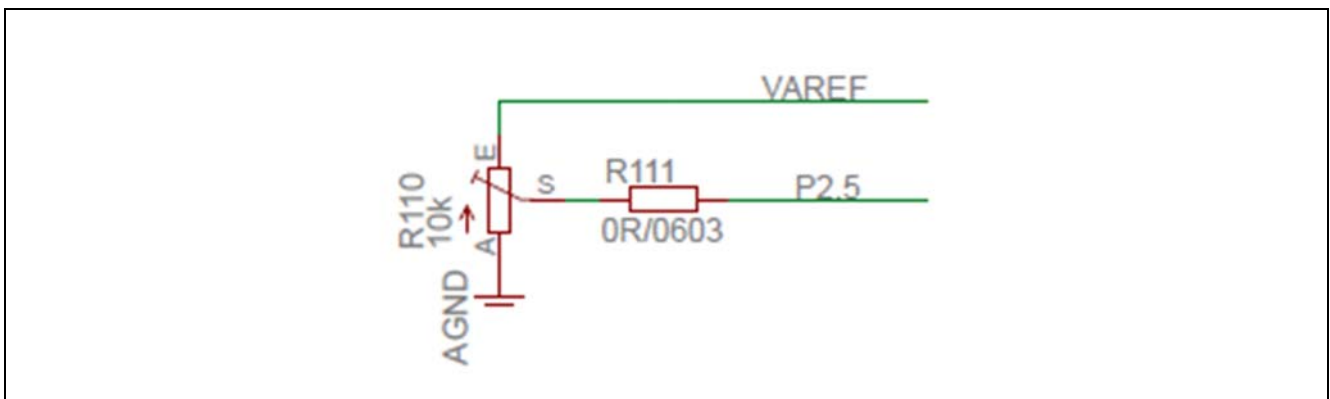 VAREF
E
R110
10k
S
R111
P2.5
0R/0603
A
AGND